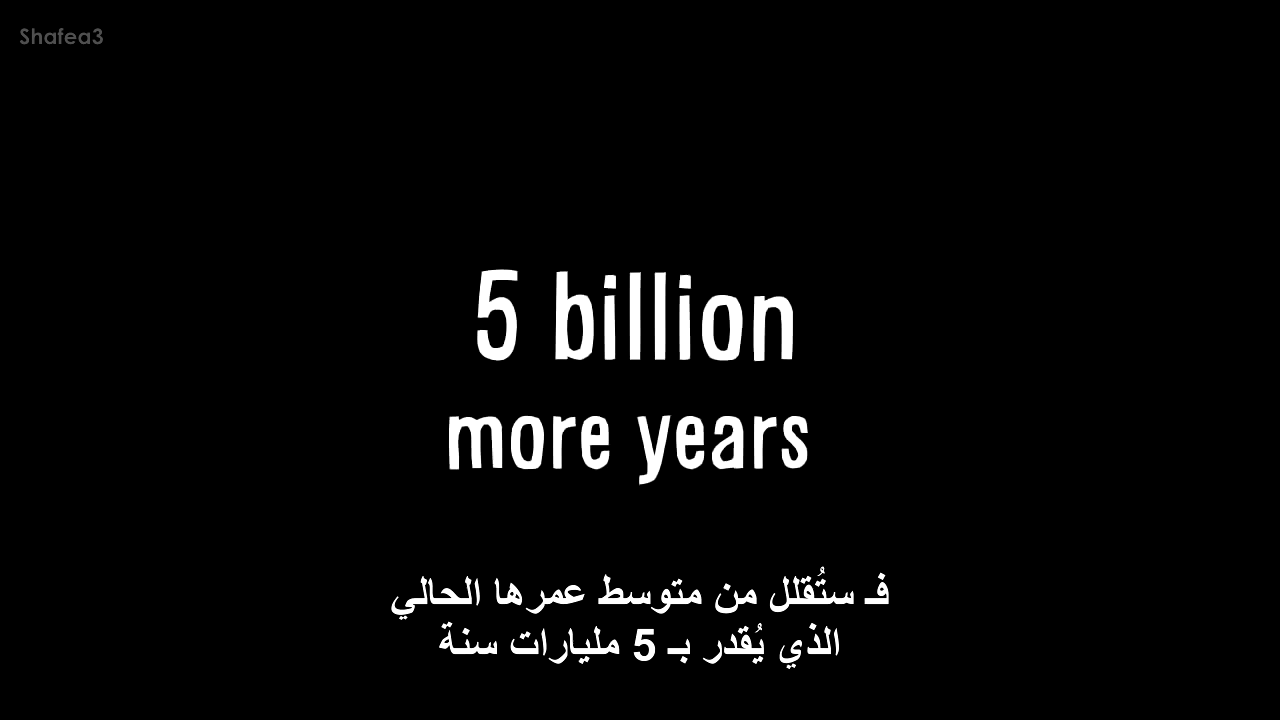 Shafea3
5 billion
more years
فـ ستُقلل من متوسط عمرها الحالي
الذي يُقدر بـ 5 مليارات سنة